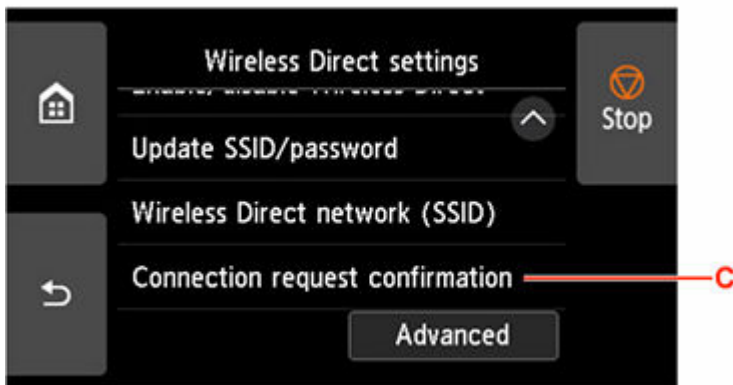 Wireless Direct settings
Stop
Update SSID/password
Wireless Direct network (SSID)
Connection request confirmation
C
Advanced